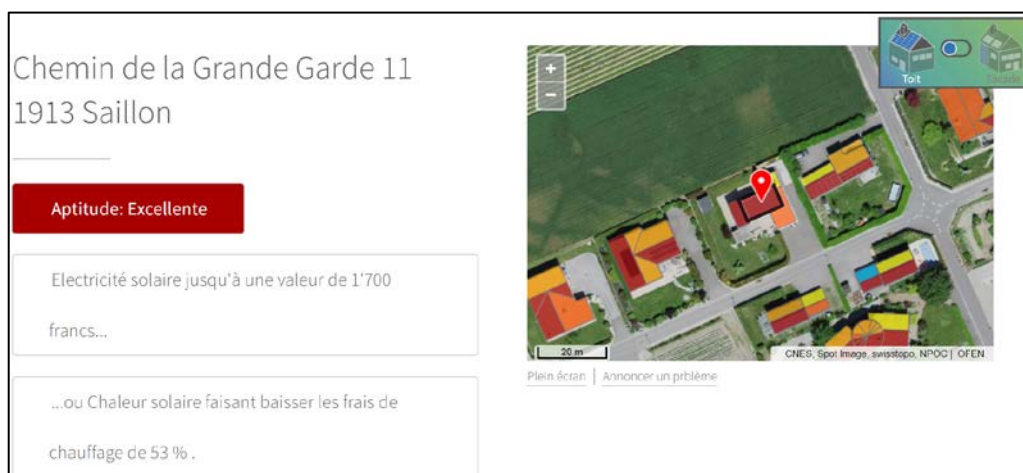 Chemin de la Grande Garde 11
1913 Saillon
Aptitude: Excellente
Electricité solaire jusqu'à une valeur de 1'700
francs...
...ou Chaleur solaire faisant baisser les frais de
chauffage de 53 % .
Toit
Façade
+
−
20 m
CNES, Spot Image, swisstopo, NPOC | OFEN
Plein écran | Annoncer un prblème